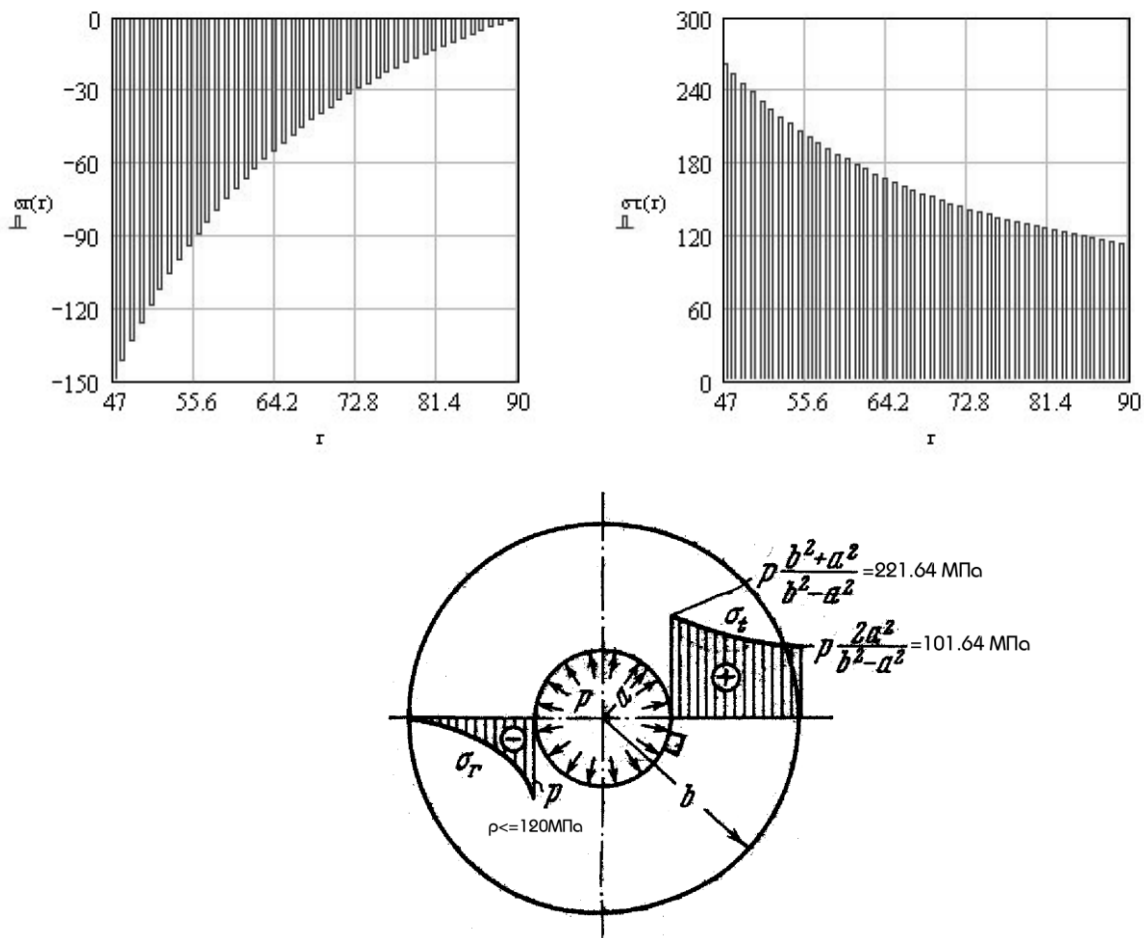 0
-30
-60
σr(r)
-90
-120
-150
47 55.6 64.2 72.8 81.4 90
r
300
240
180
στ(r)
120
60
0
47 55.6 64.2 72.8 81.4 90
r
p (b²+a²)/(b²-a²) =221.64 МПа
σt
p 2a²/(b²-a²) =101.64 МПа
+
p
a
-
σr
p
b
p<=120МПа